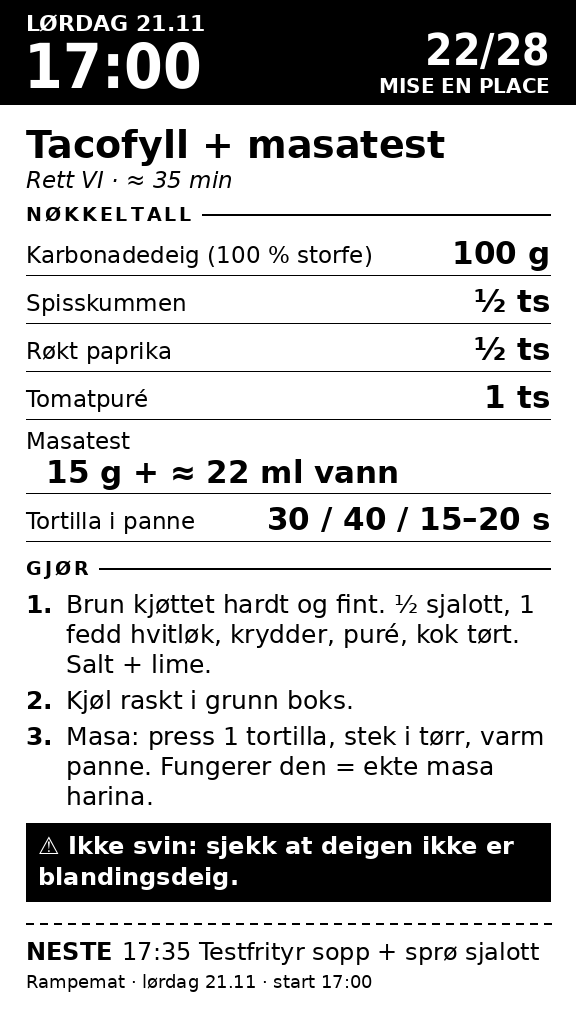 LØRDAG 21.11
17:00
22/28
MISE EN PLACE
Tacofyll + masatest
Rett VI · ≈ 35 min
NØKKELTALL
Karbonadedeig (100 % storfe) 100 g
Spisskummen ½ ts
Røkt paprika ½ ts
Tomatpuré 1 ts
Masatest
15 g + ≈ 22 ml vann
Tortilla i panne 30 / 40 / 15–20 s
GJØR
1. Brun kjøttet hardt og fint. ½ sjalott, 1
fedd hvitløk, krydder, puré, kok tørt.
Salt + lime.
2. Kjøl raskt i grunn boks.
3. Masa: press 1 tortilla, stek i tørr, varm
panne. Fungerer den = ekte masa
harina.
⚠ Ikke svin: sjekk at deigen ikke er
blandingsdeig.
NESTE 17:35 Testfrityr sopp + sprø sjalott
Rampemat · lørdag 21.11 · start 17:00